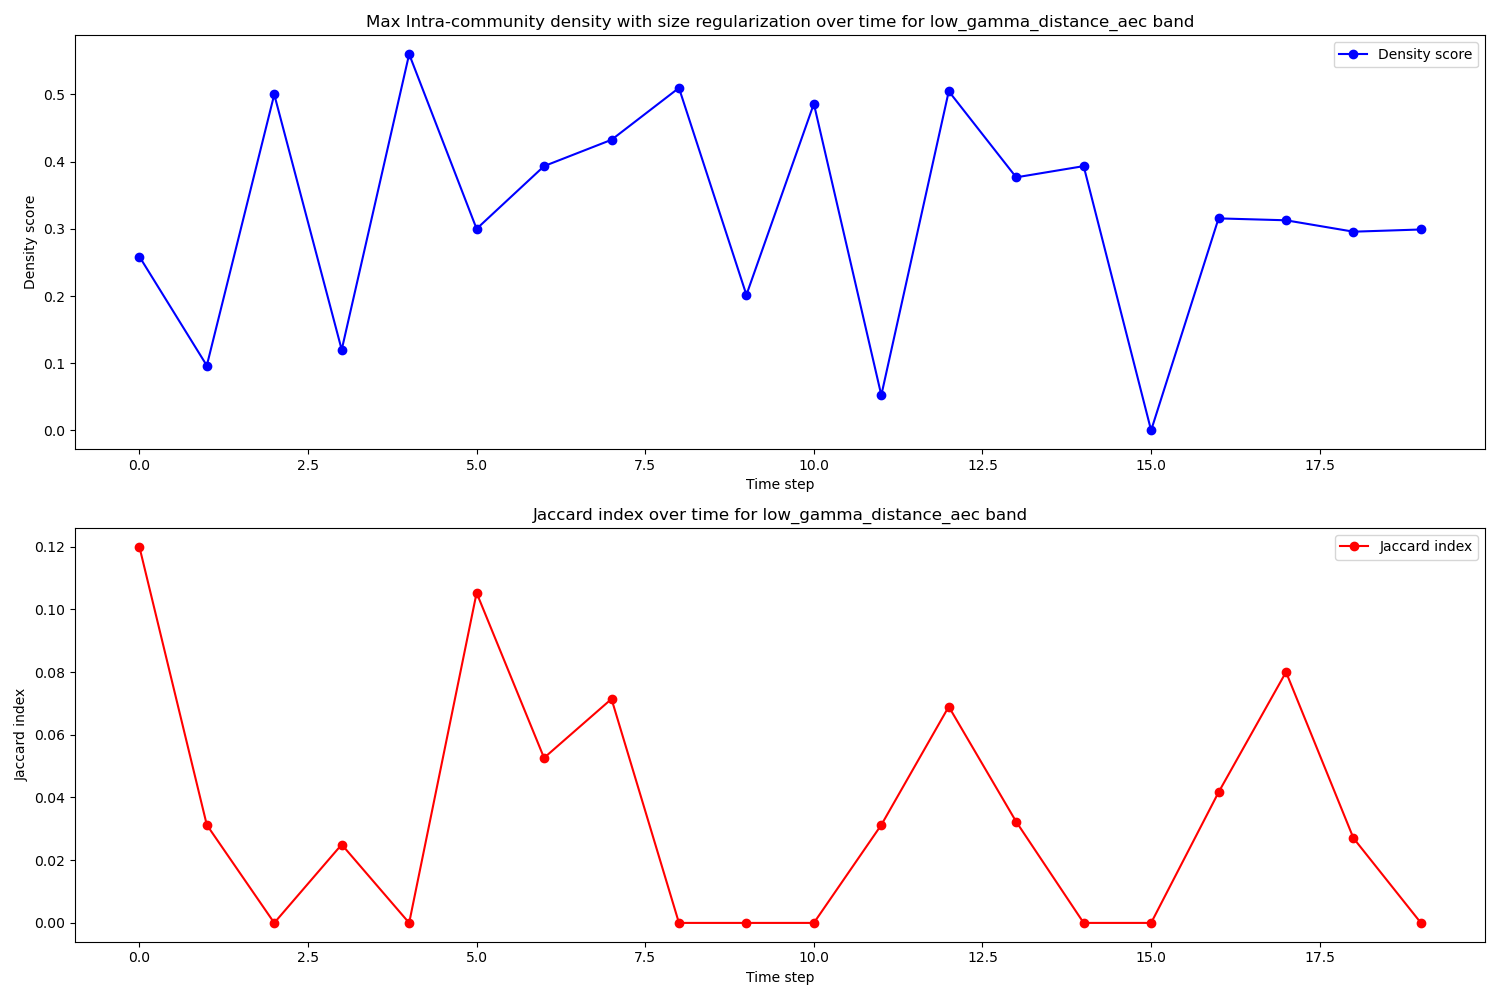 Max Intra-community density with size regularization over time for low_gamma_distance_aec band
Density score
Density score
0.5
0.4
0.3
0.2
0.1
0.0
0.0 2.5 5.0 7.5 10.0 12.5 15.0 17.5
Time step
Jaccard index over time for low_gamma_distance_aec band
Jaccard index
Jaccard index
0.12
0.10
0.08
0.06
0.04
0.02
0.00
0.0 2.5 5.0 7.5 10.0 12.5 15.0 17.5
Time step